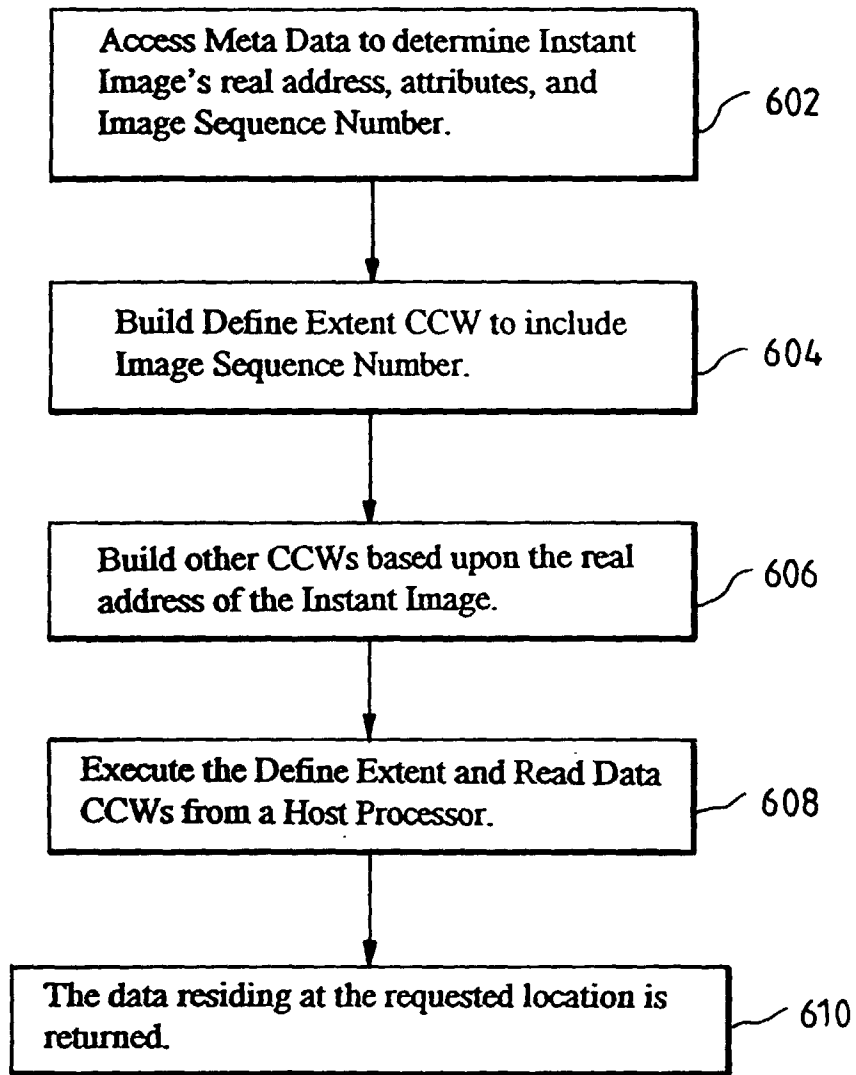 Access Meta Data to determine Instant
Image's real address, attributes, and
Image Sequence Number.
602
Build Define Extent CCW to include
Image Sequence Number.
604
Build other CCWs based upon the real
address of the Instant Image.
606
Execute the Define Extent and Read Data
CCWs from a Host Processor.
608
The data residing at the requested location is
returned.
610